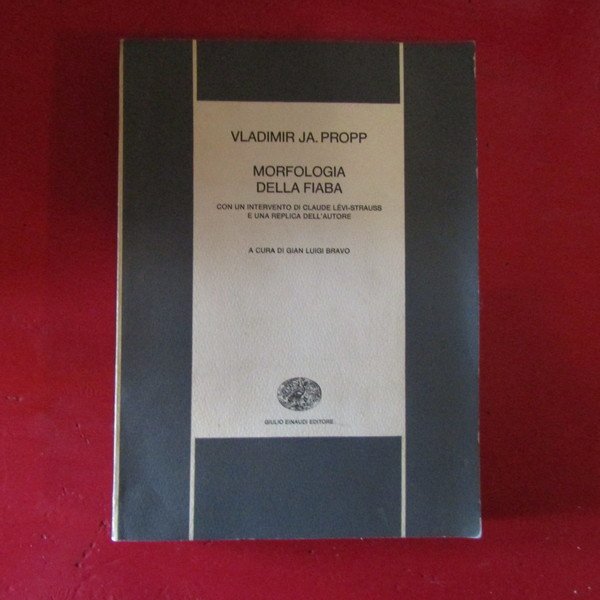 VLADIMIR JA. PROPP
MORFOLOGIA
DELLA FIABA
CON UN INTERVENTO DI CLAUDE LÉVI-STRAUSS
E UNA REPLICA DELL'AUTORE
A CURA DI GIAN LUIGI BRAVO
GIULIO EINAUDI EDITORE